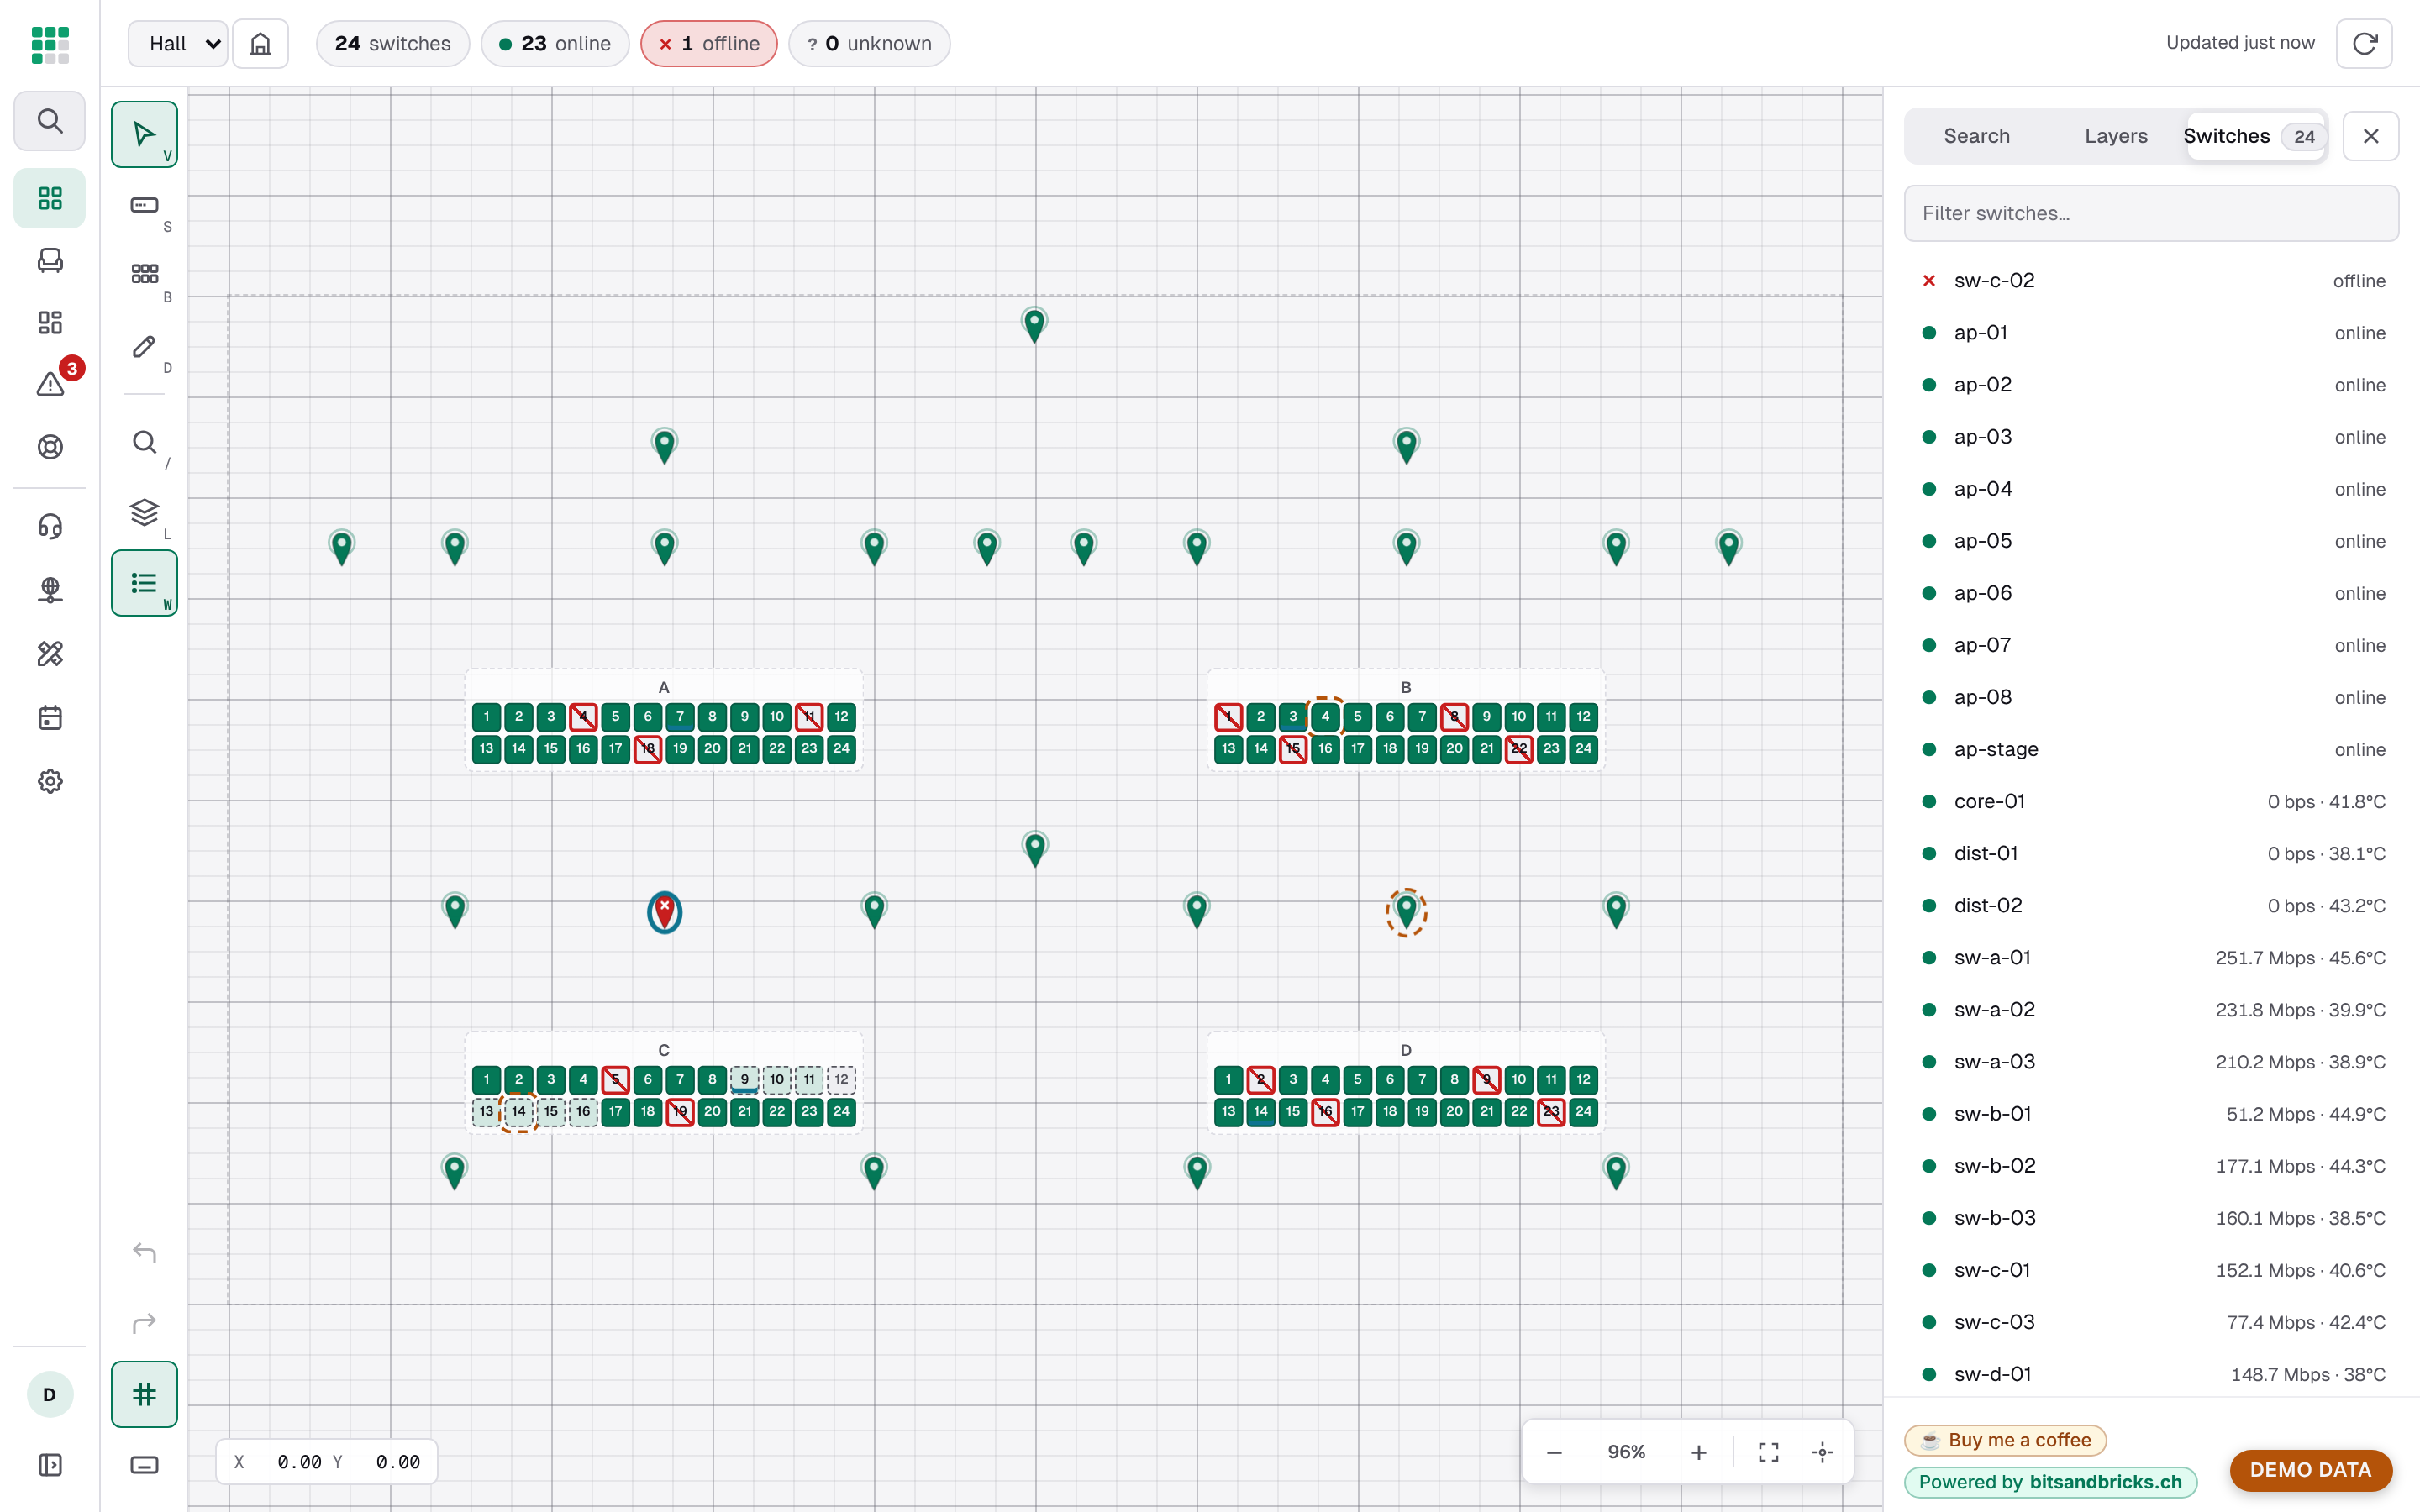 Hall 24 switches 23 online 1 offline ? 0 unknown Updated just now
3
D
V
S
B
D
/
L
W
A
1 2 3 4 5 6 7 8 9 10 11 12
13 14 15 16 17 18 19 20 21 22 23 24
B
1 2 3 4 5 6 7 8 9 10 11 12
13 14 15 16 17 18 19 20 21 22 23 24
C
1 2 3 4 5 6 7 8 9 10 11 12
13 14 15 16 17 18 19 20 21 22 23 24
D
1 2 3 4 5 6 7 8 9 10 11 12
13 14 15 16 17 18 19 20 21 22 23 24
X 0.00 Y 0.00
96%
Search Layers Switches 24
Filter switches…
sw-c-02 offline
ap-01 online
ap-02 online
ap-03 online
ap-04 online
ap-05 online
ap-06 online
ap-07 online
ap-08 online
ap-stage online
core-01 0 bps · 41.8°C
dist-01 0 bps · 38.1°C
dist-02 0 bps · 43.2°C
sw-a-01 251.7 Mbps · 45.6°C
sw-a-02 231.8 Mbps · 39.9°C
sw-a-03 210.2 Mbps · 38.9°C
sw-b-01 51.2 Mbps · 44.9°C
sw-b-02 177.1 Mbps · 44.3°C
sw-b-03 160.1 Mbps · 38.5°C
sw-c-01 152.1 Mbps · 40.6°C
sw-c-03 77.4 Mbps · 42.4°C
sw-d-01 148.7 Mbps · 38°C
Buy me a coffee
Powered by bitsandbricks.ch
DEMO DATA